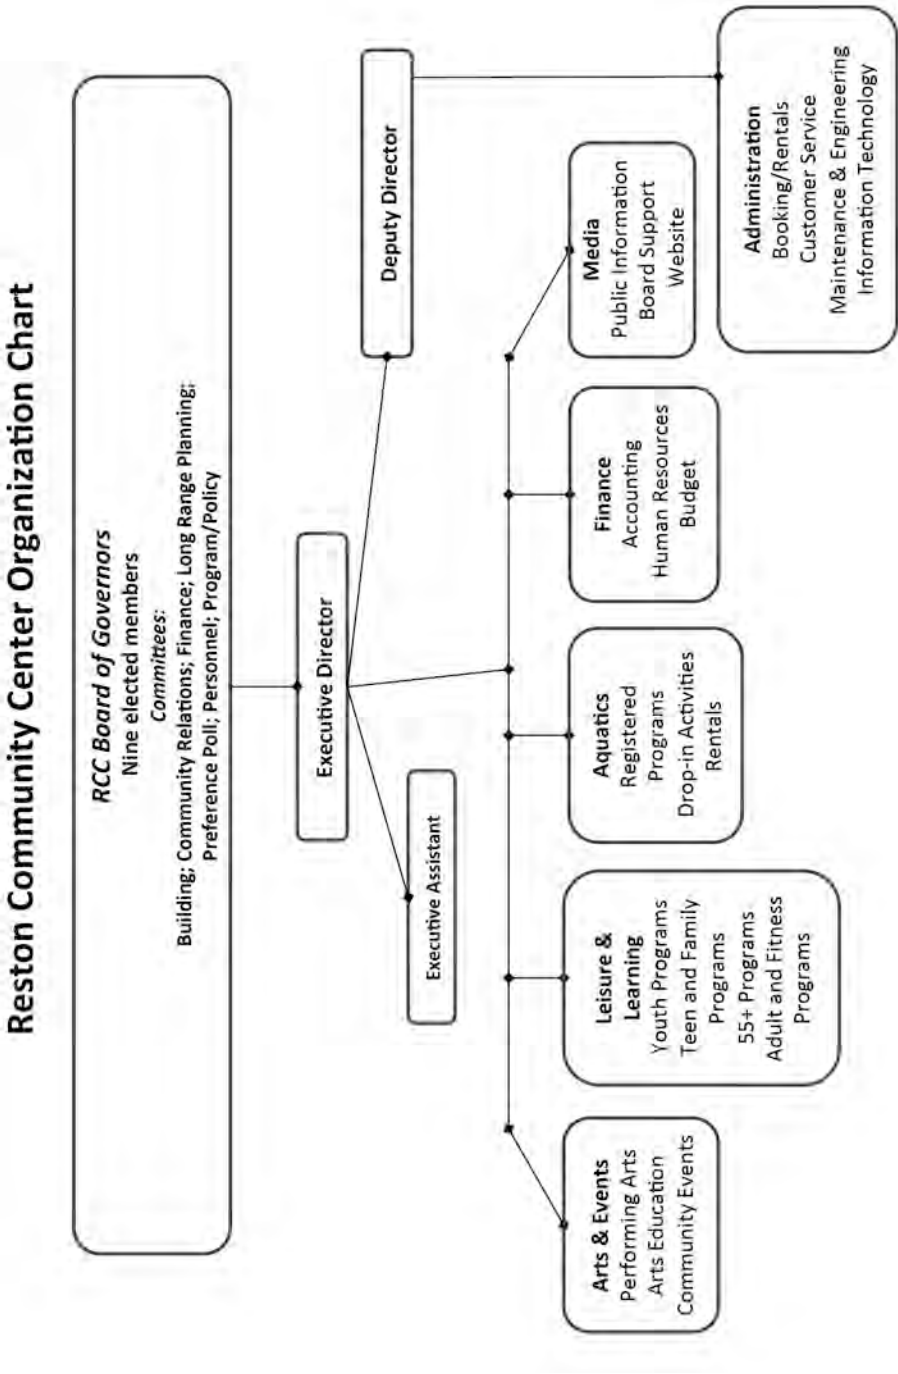 Reston Community Center Organization Chart
RCC Board of Governors
Nine elected members
Committees:
Building; Community Relations; Finance; Long Range Planning;
Preference Poll; Personnel; Program/Policy
Executive Director
Deputy Director
Executive Assistant
Arts & Events
Performing Arts
Arts Education
Community Events
Leisure &
Learning
Youth Programs
Teen and Family
Programs
55+ Programs
Adult and Fitness
Programs
Aquatics
Registered
Programs
Drop-in Activities
Rentals
Finance
Accounting
Human Resources
Budget
Media
Public Information
Board Support
Website
Administration
Booking/Rentals
Customer Service
Maintenance & Engineering
Information Technology